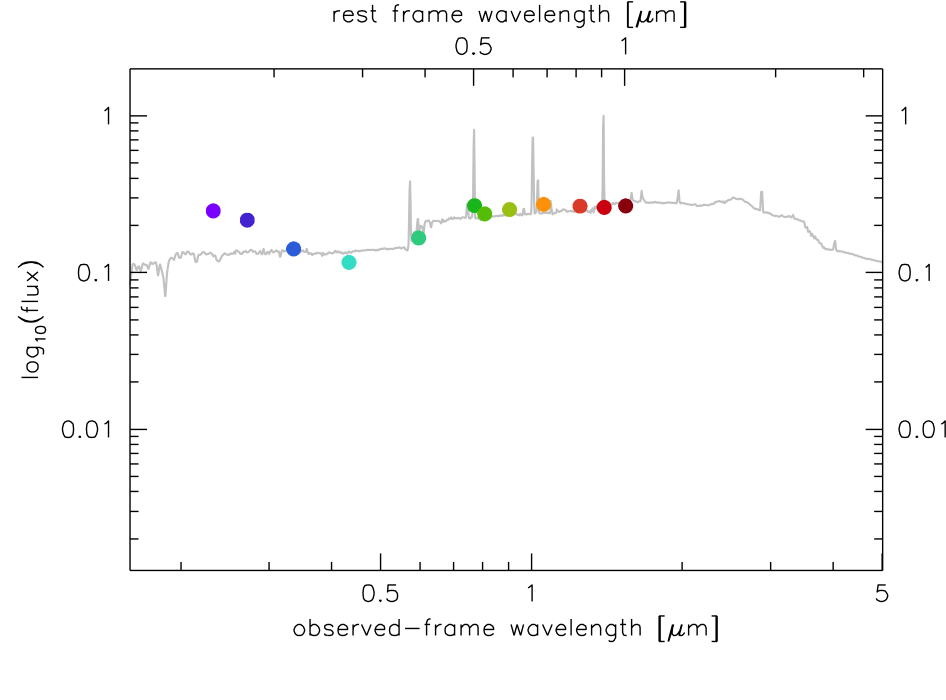 rest frame wavelength [μm]
0.5 1
1 1
0.1 0.1
0.01 0.01
log10(flux)
0.5 1 5
observed−frame wavelength [μm]